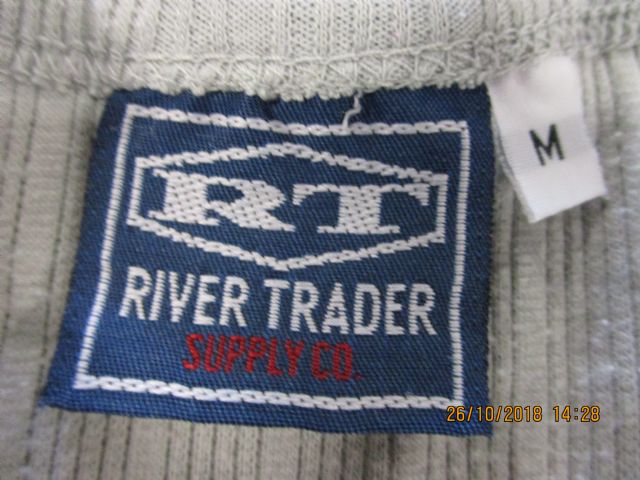 RT
M
RIVER TRADER
SUPPLY CO.
26/10/2018 14:28